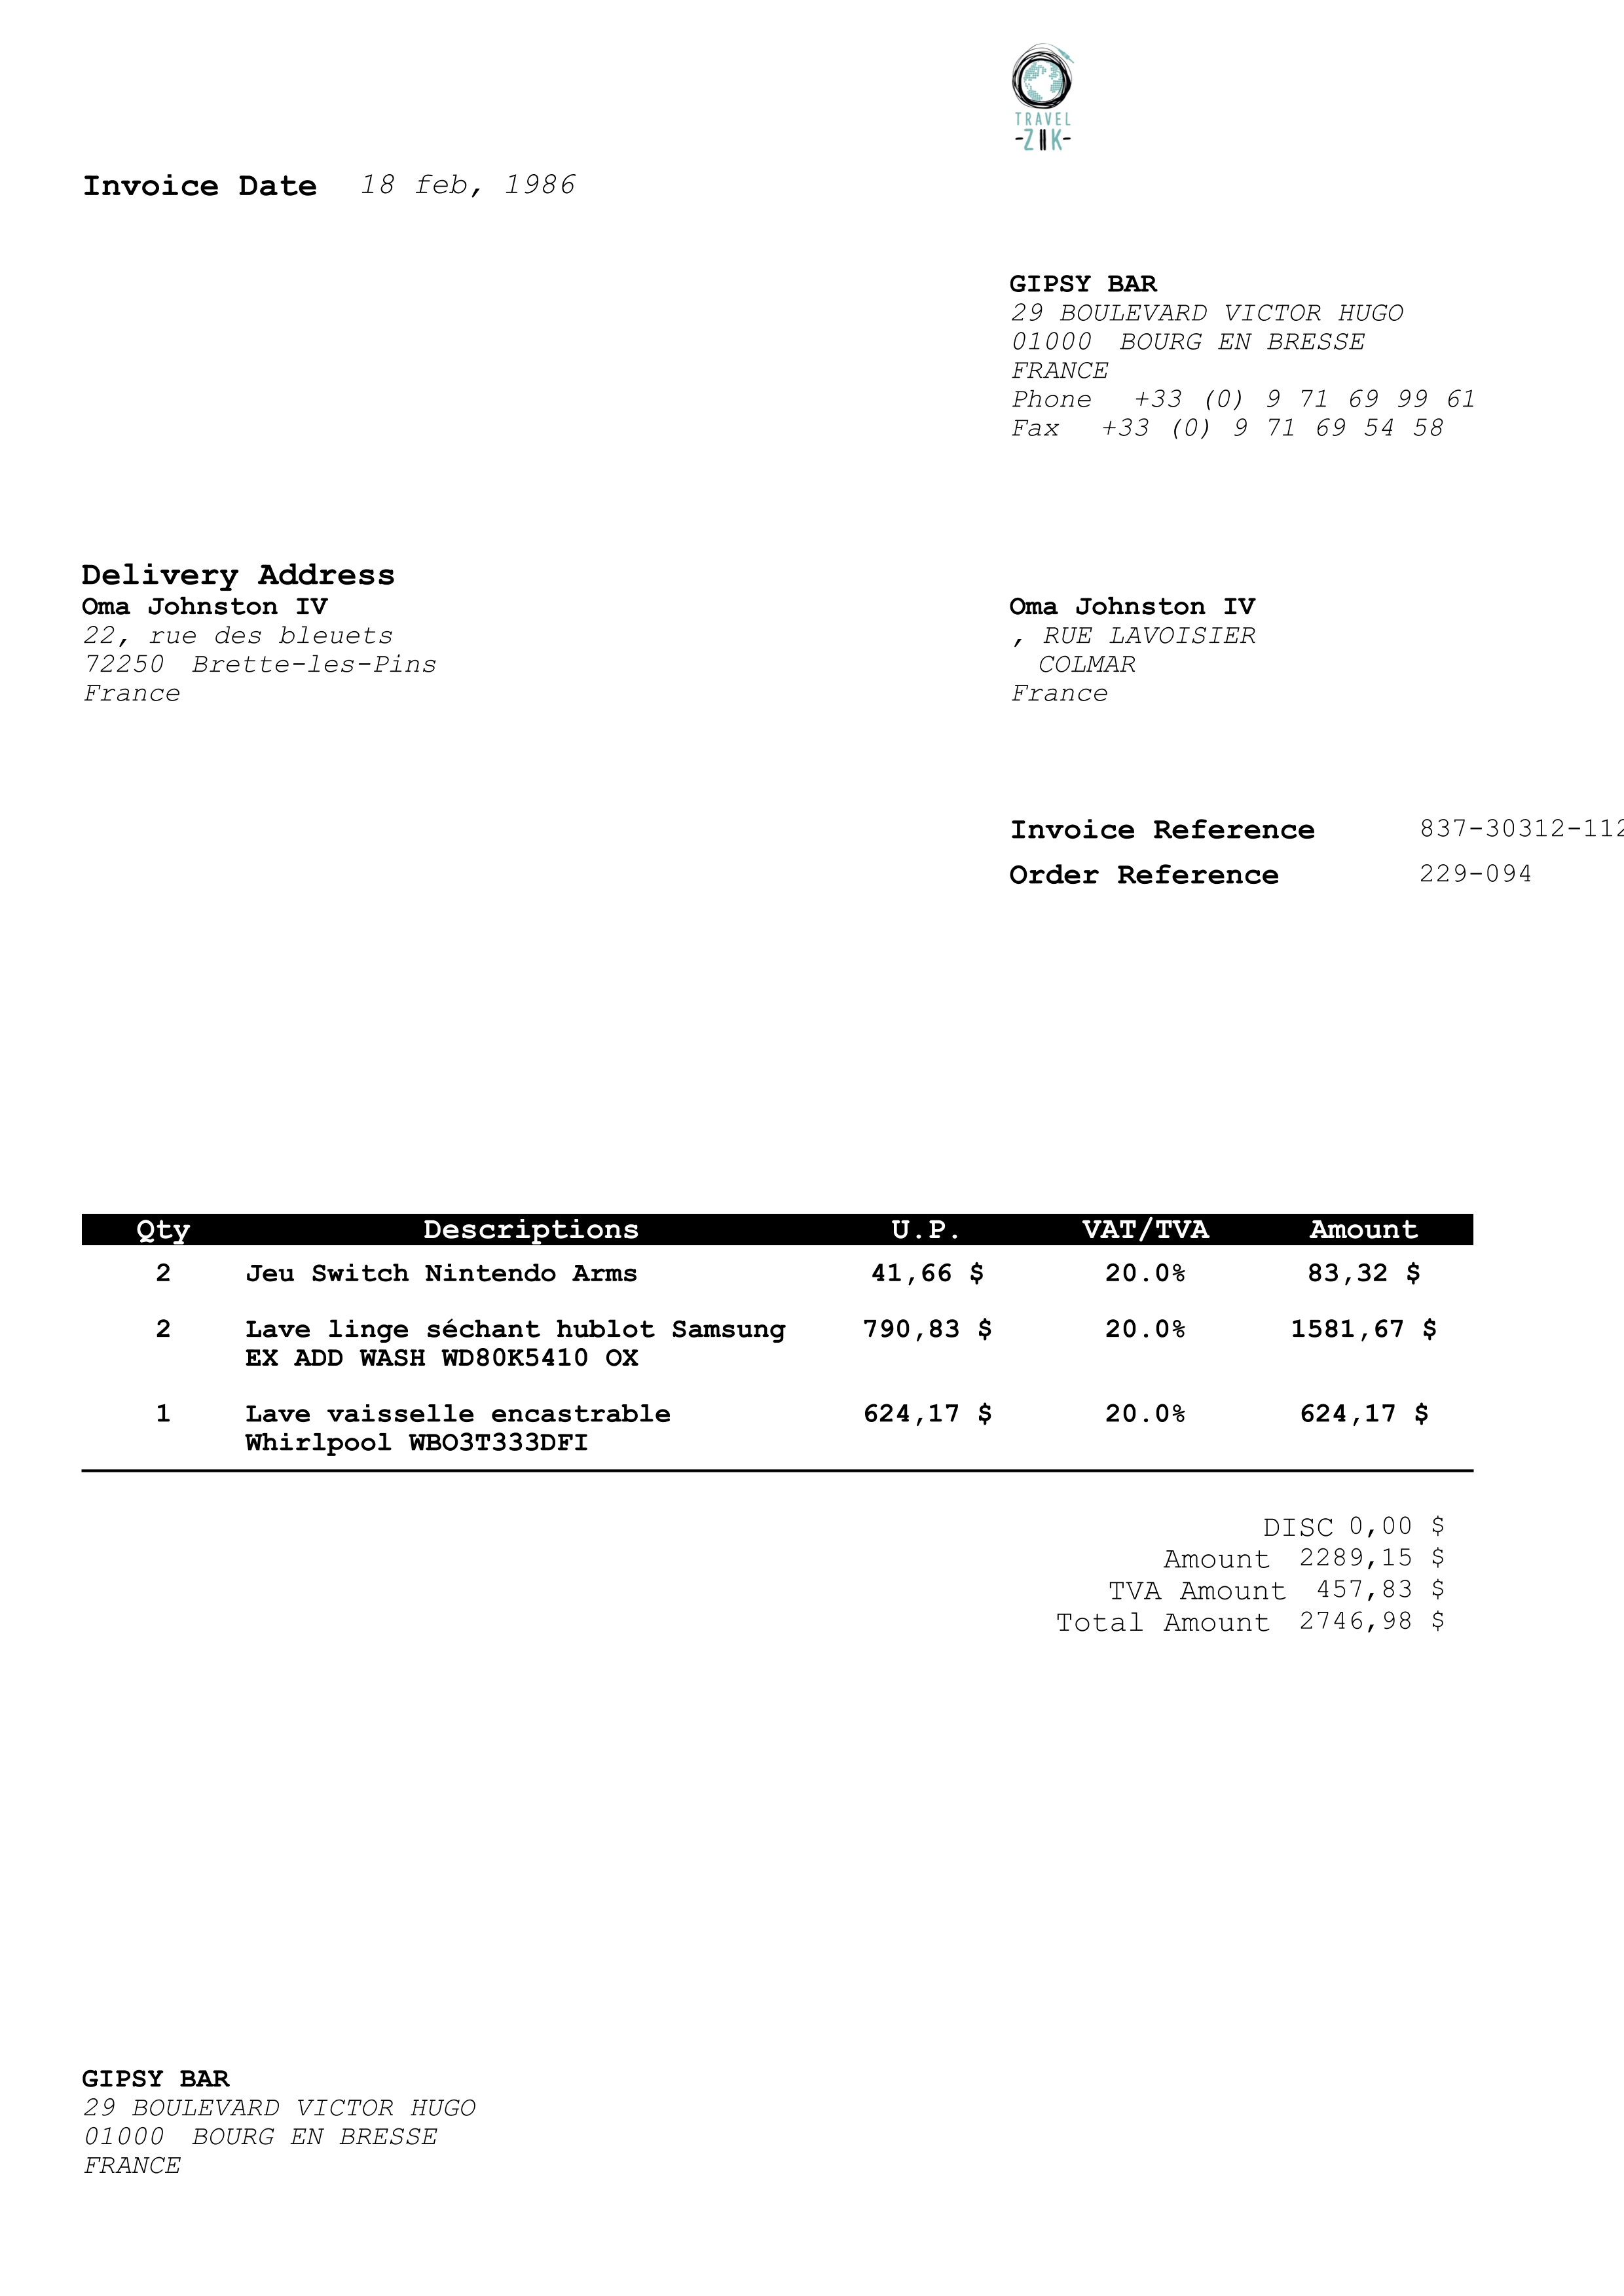 TRAVEL
-ZIIK-
Invoice Date 18 feb, 1986
GIPSY BAR
29 BOULEVARD VICTOR HUGO
01000 BOURG EN BRESSE
FRANCE
Phone +33 (0) 9 71 69 99 61
Fax +33 (0) 9 71 69 54 58
Delivery Address
Oma Johnston IV
22, rue des bleuets
72250 Brette-les-Pins
France
Oma Johnston IV
, RUE LAVOISIER
COLMAR
France
Invoice Reference 837-30312-112
Order Reference 229-094
Qty Descriptions U.P. VAT/TVA Amount
2 Jeu Switch Nintendo Arms 41,66 $ 20.0% 83,32 $
2 Lave linge séchant hublot Samsung 790,83 $ 20.0% 1581,67 $
EX ADD WASH WD80K5410 OX
1 Lave vaisselle encastrable 624,17 $ 20.0% 624,17 $
Whirlpool WBO3T333DFI
DISC 0,00 $
Amount 2289,15 $
TVA Amount 457,83 $
Total Amount 2746,98 $
GIPSY BAR
29 BOULEVARD VICTOR HUGO
01000 BOURG EN BRESSE
FRANCE